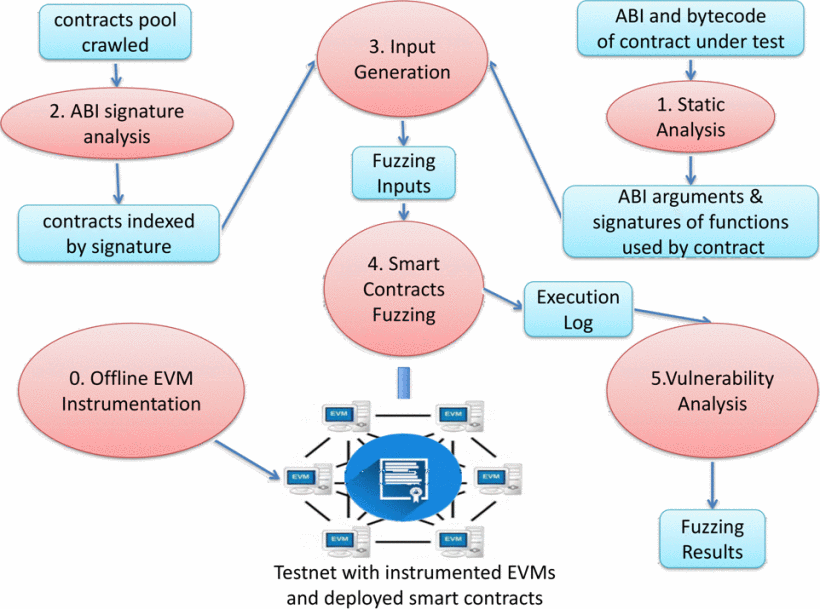 contracts pool
crawled
3. Input
Generation
ABI and bytecode
of contract under test
2. ABI signature
analysis
1. Static
Analysis
Fuzzing
Inputs
contracts indexed
by signature
ABI arguments &
signatures of functions
used by contract
4. Smart
Contracts
Fuzzing
Execution
Log
0. Offline EVM
Instrumentation
5.Vulnerability
Analysis
EVM
EVM
EVM
EVM
EVM
EVM
Fuzzing
Results
Testnet with instrumented EVMs
and deployed smart contracts